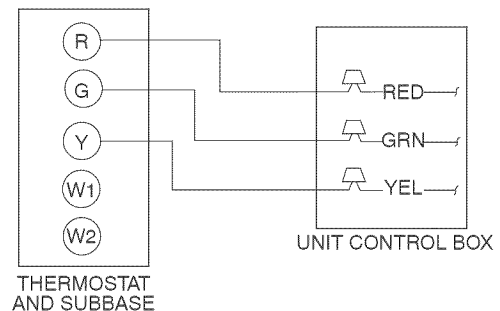 R
G
Y
W1
W2
RED
GRN
YEL
UNIT CONTROL BOX
THERMOSTAT
AND SUBBASE